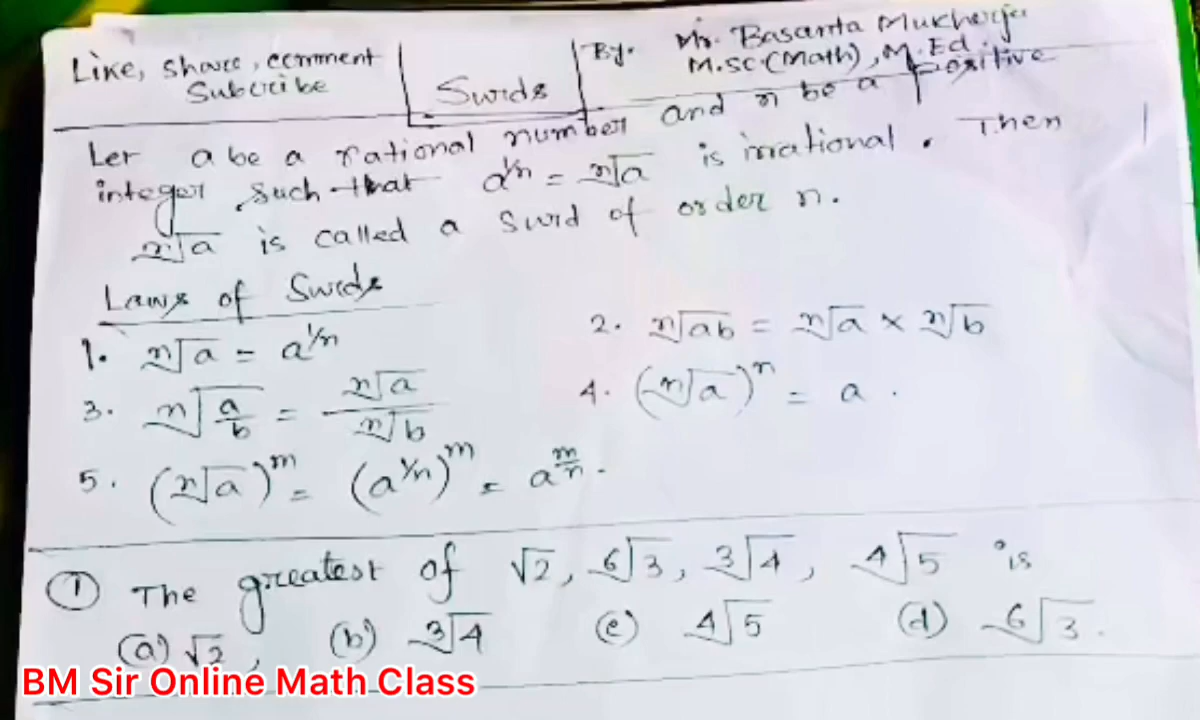 Like, share, comment
Subscribe
Surds
By. Mr. Basanta Mukherjee
M.sc (Math), M.Ed.
Let a be a rational number and n be a positive
integer such that a^1/n = ⁿ√a is irrational. Then
ⁿ√a is called a surd of order n.
Laws of Surds
1. ⁿ√a = a^1/n
2. ⁿ√ab = ⁿ√a × ⁿ√b
3. ⁿ√(a/b) = ⁿ√a / ⁿ√b
4. (ⁿ√a)ⁿ = a.
5. (ⁿ√a)^m = (a^1/n)^m = a^m/n.
① The greatest of √2, ⁶√3, ³√4, ⁴√5 is
(a) √2, (b) ³√4 (c) ⁴√5 (d) ⁶√3.
BM Sir Online Math Class